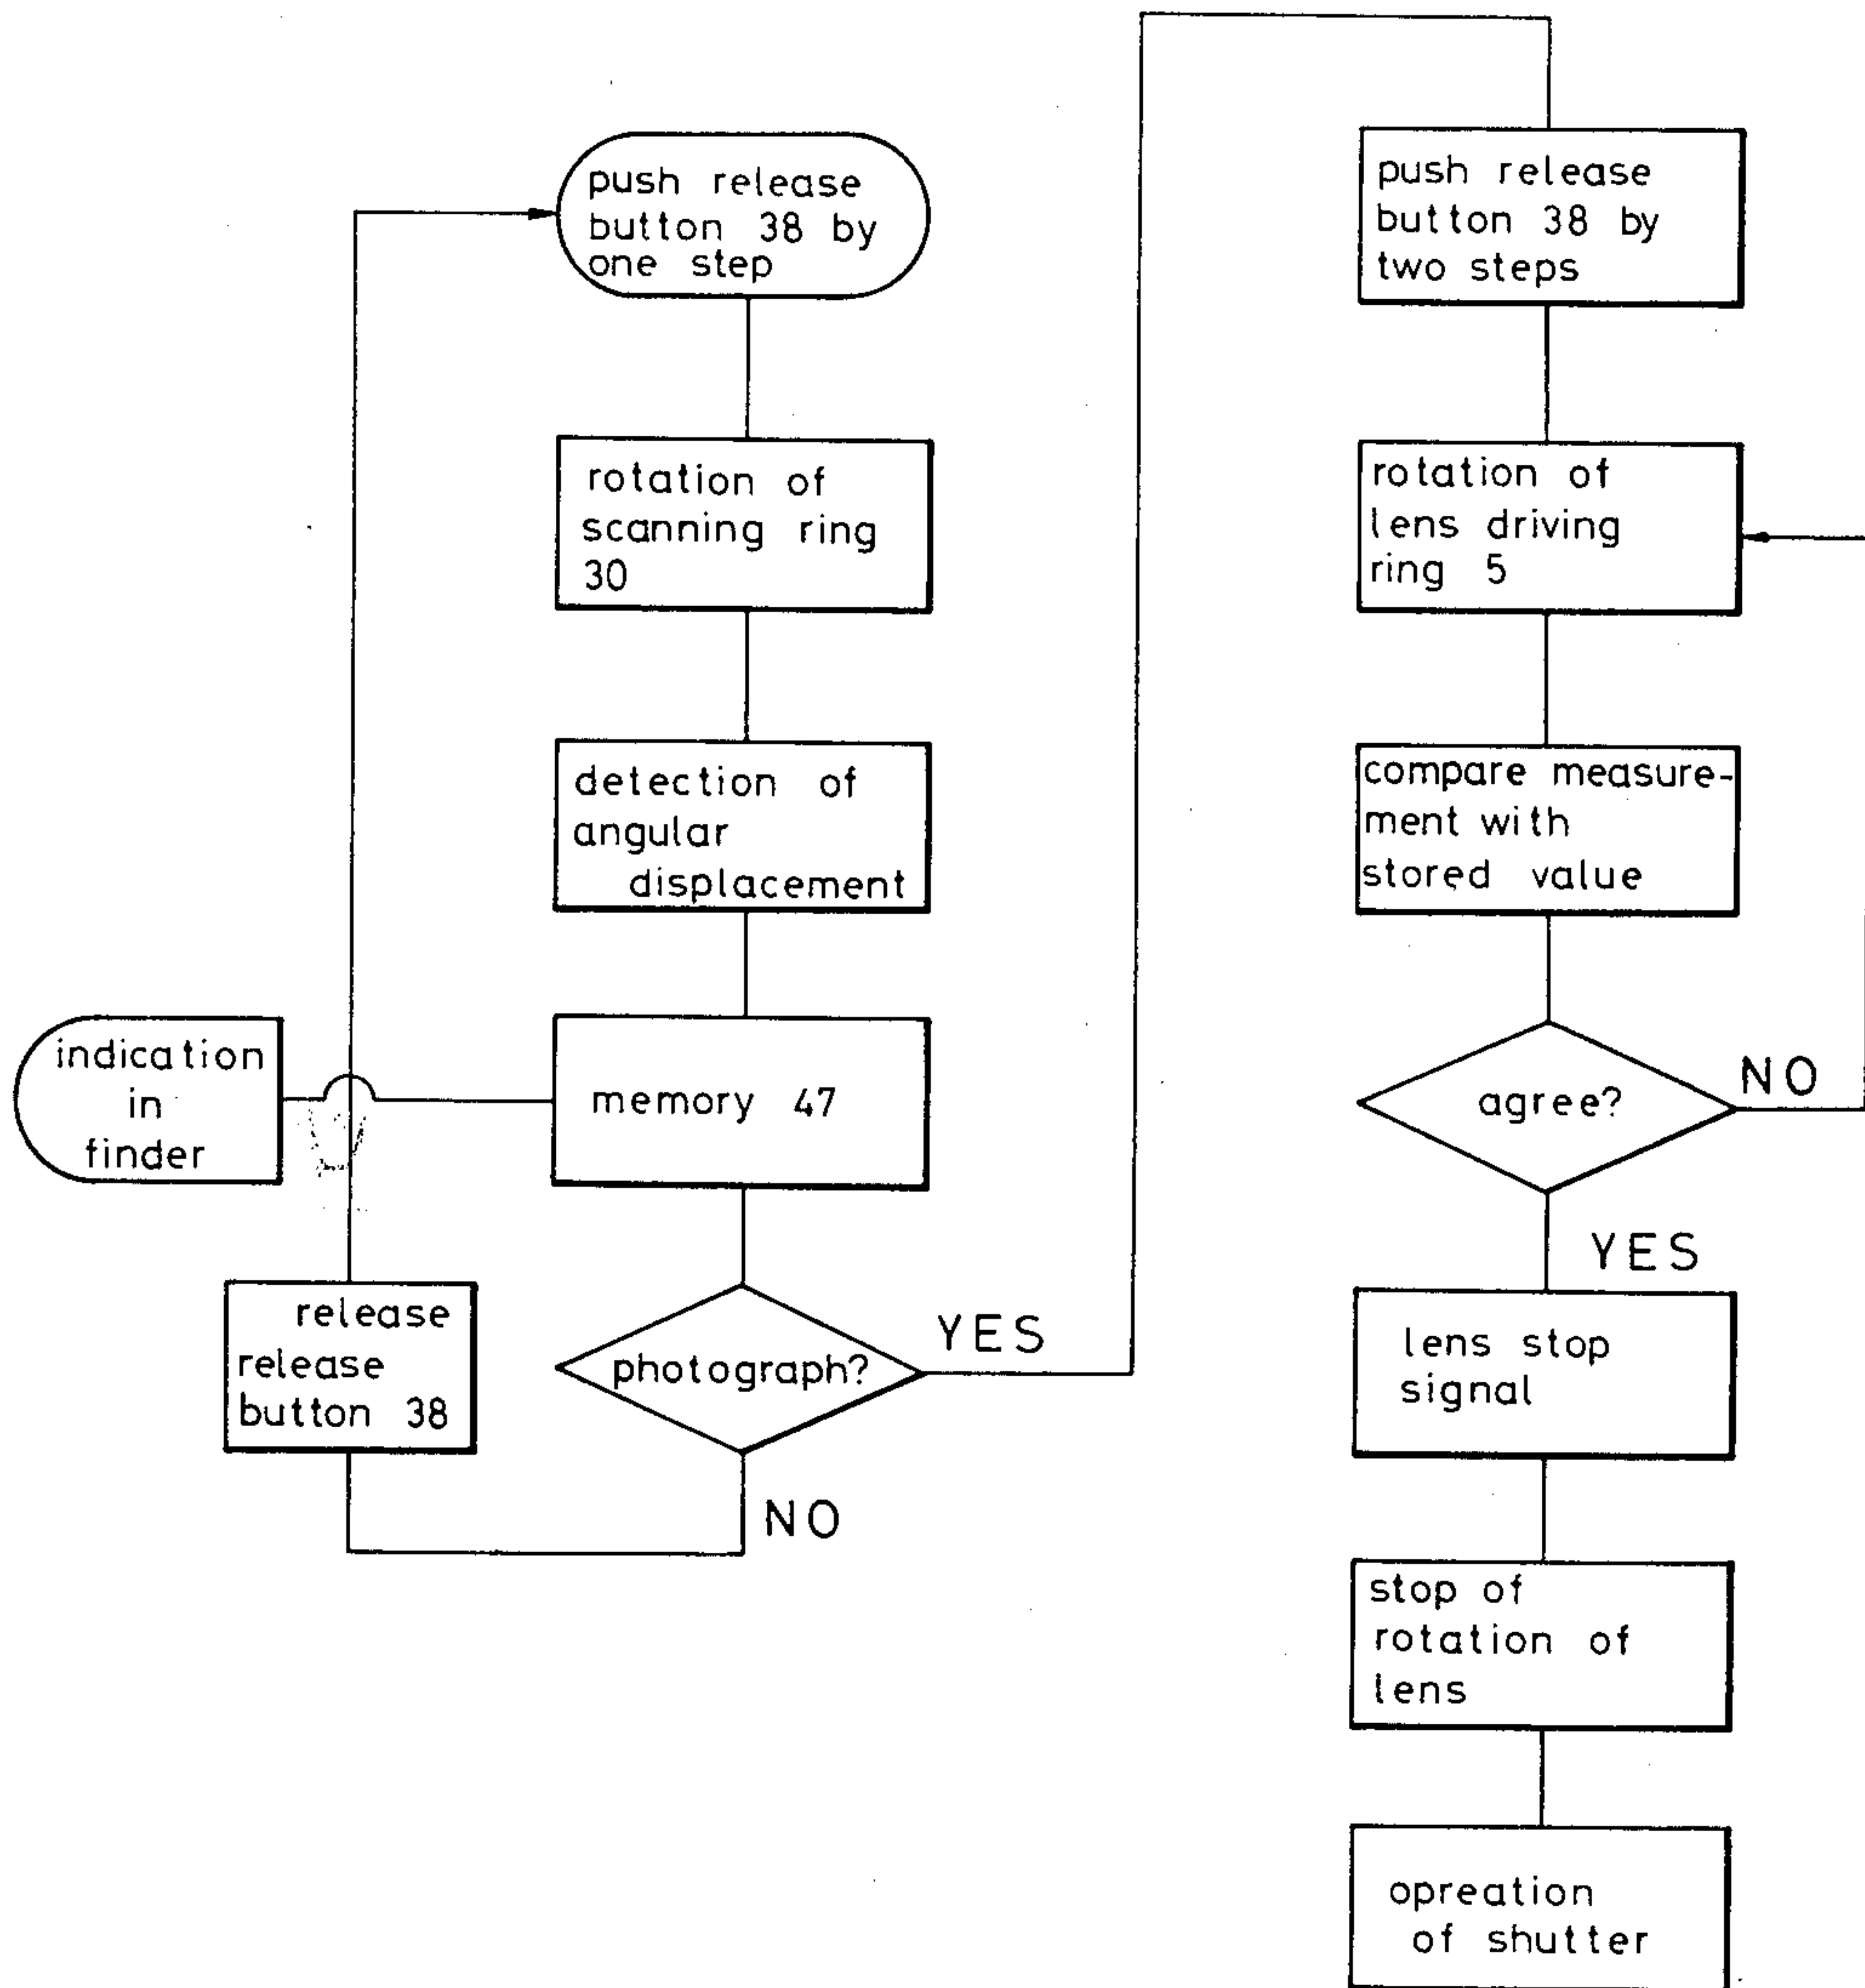 push release
button 38 by
one step
rotation of
scanning ring
30
detection of
angular
displacement
memory 47
indication
in
finder
photograph?
YES
NO
release
release
button 38
push release
button 38 by
two steps
rotation of
lens driving
ring 5
compare measure-
ment with
stored value
agree?
NO
YES
lens stop
signal
stop of
rotation of
lens
opreation
of shutter